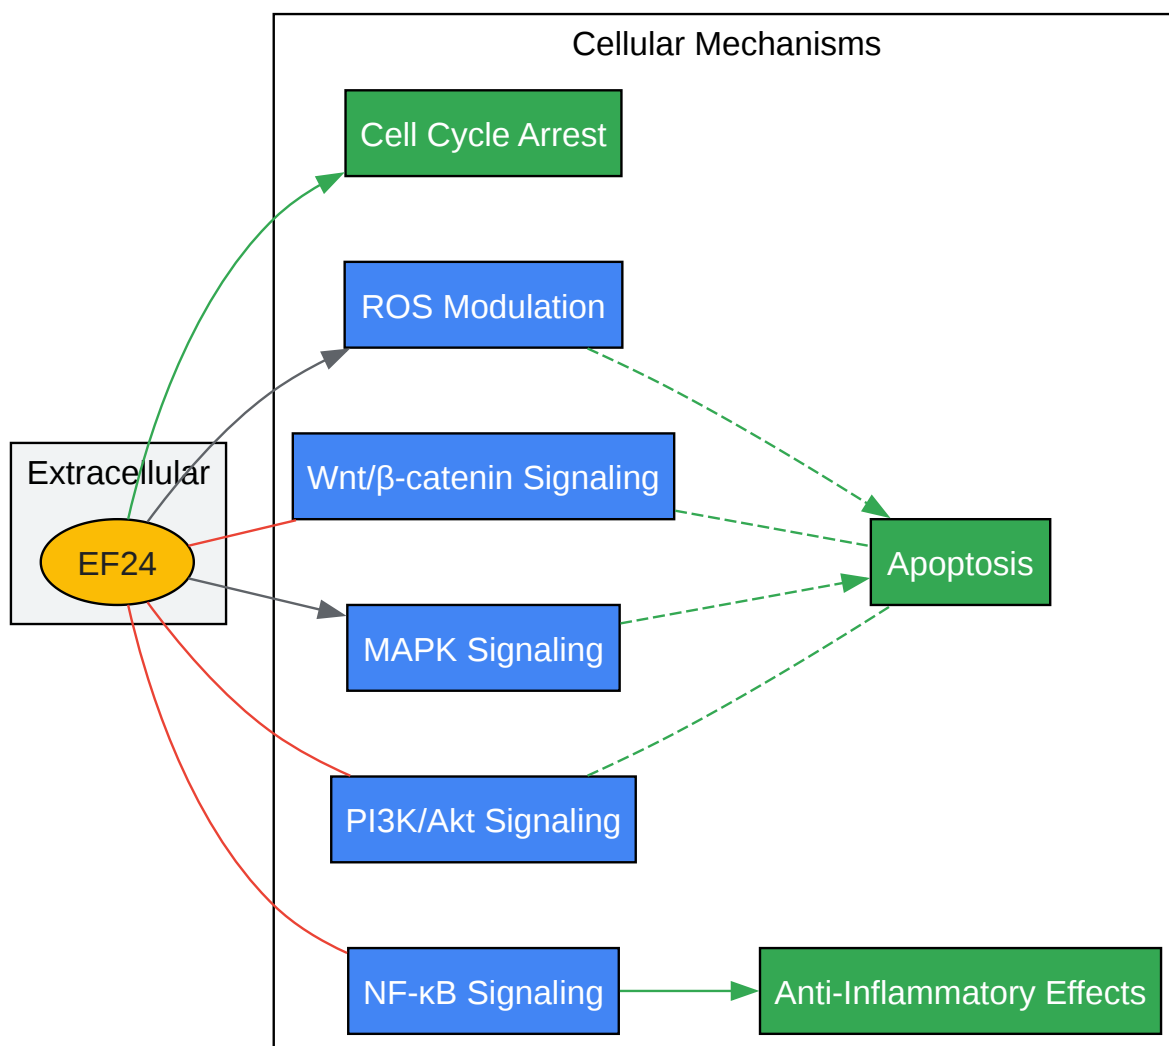 Cellular Mechanisms
Cell Cycle Arrest
ROS Modulation
Extracellular
Wnt/β-catenin Signaling
EF24
Apoptosis
MAPK Signaling
PI3K/Akt Signaling
NF-κB Signaling
Anti-Inflammatory Effects